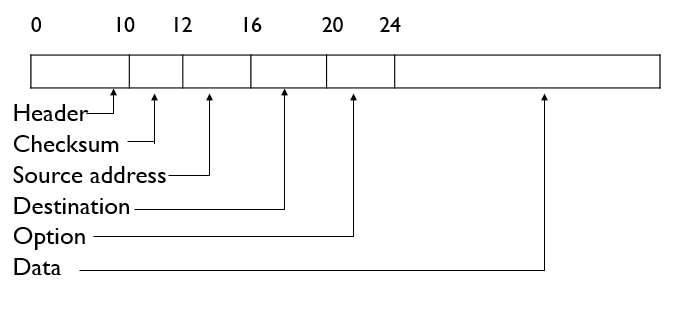 0 10 12 16 20 24
Header
Checksum
Source address
Destination
Option
Data